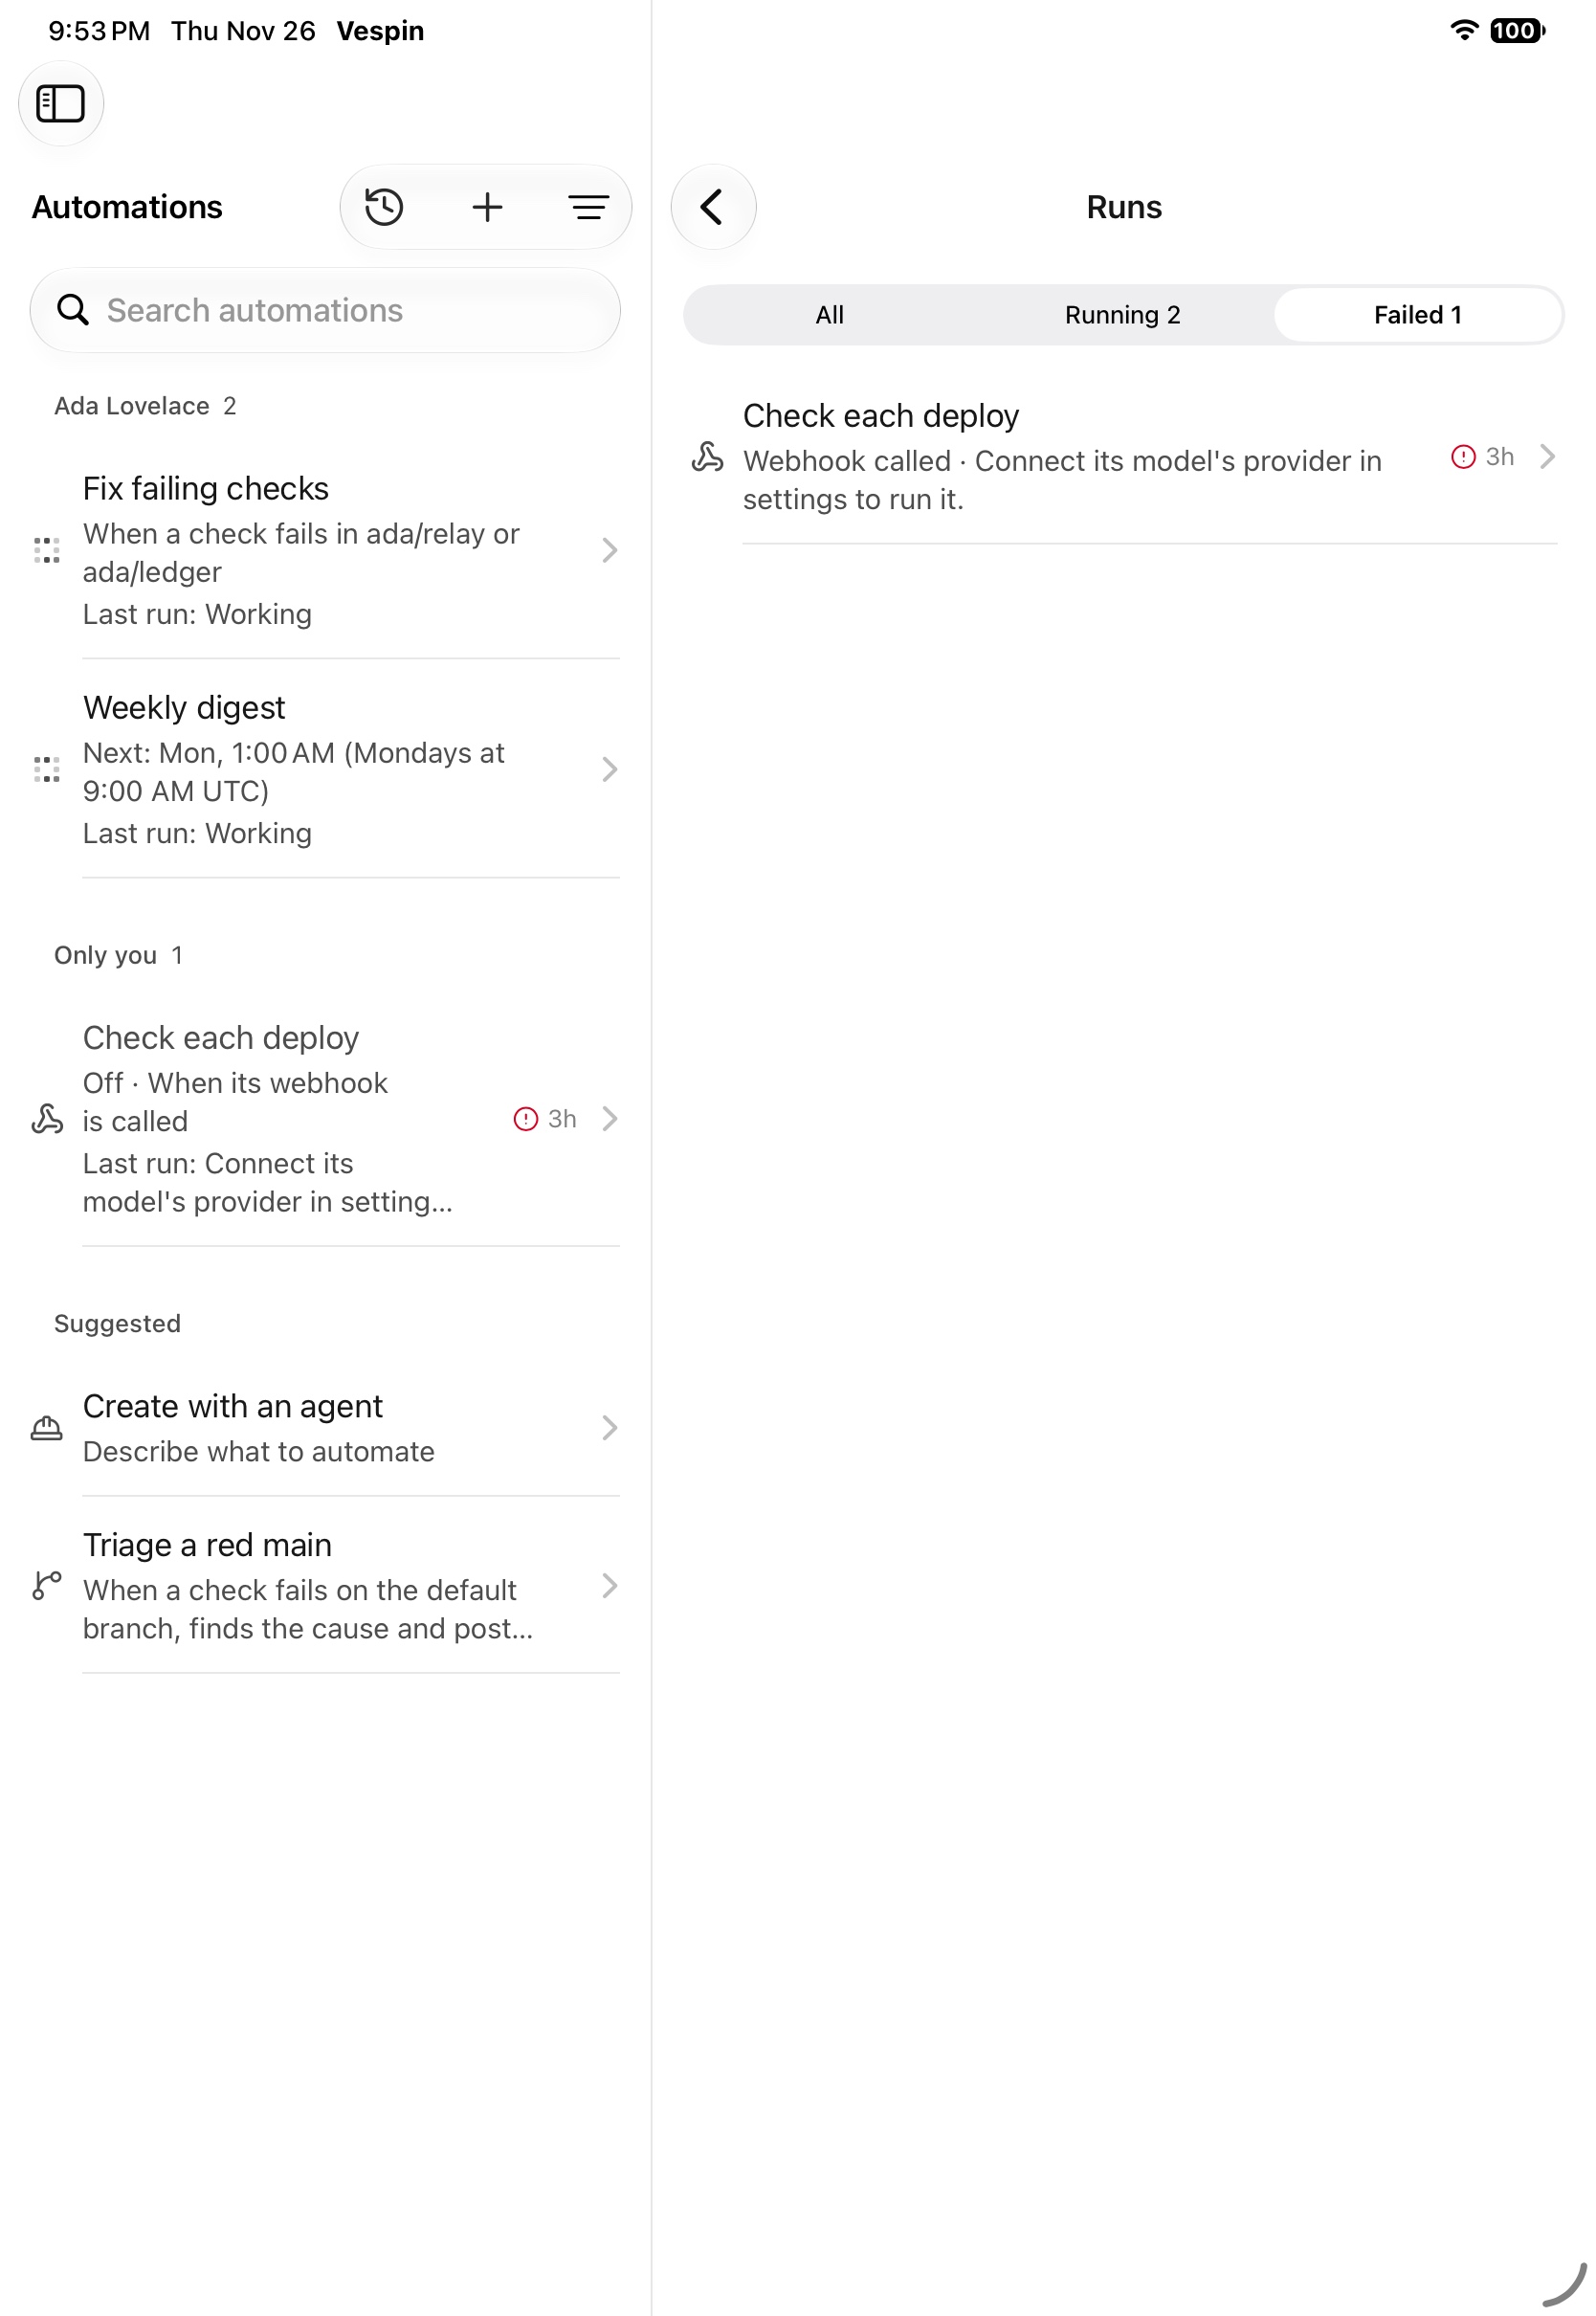 9:53 PM Thu Nov 26 Vespin
100
Automations
Search automations
Ada Lovelace 2
Fix failing checks
When a check fails in ada/relay or
ada/ledger
Last run: Working
Weekly digest
Next: Mon, 1:00 AM (Mondays at
9:00 AM UTC)
Last run: Working
Only you 1
Check each deploy
Off · When its webhook
is called
3h
Last run: Connect its
model's provider in setting...
Suggested
Create with an agent
Describe what to automate
Triage a red main
When a check fails on the default
branch, finds the cause and post...
Runs
All
Running 2
Failed 1
Check each deploy
Webhook called · Connect its model's provider in
settings to run it.
3h